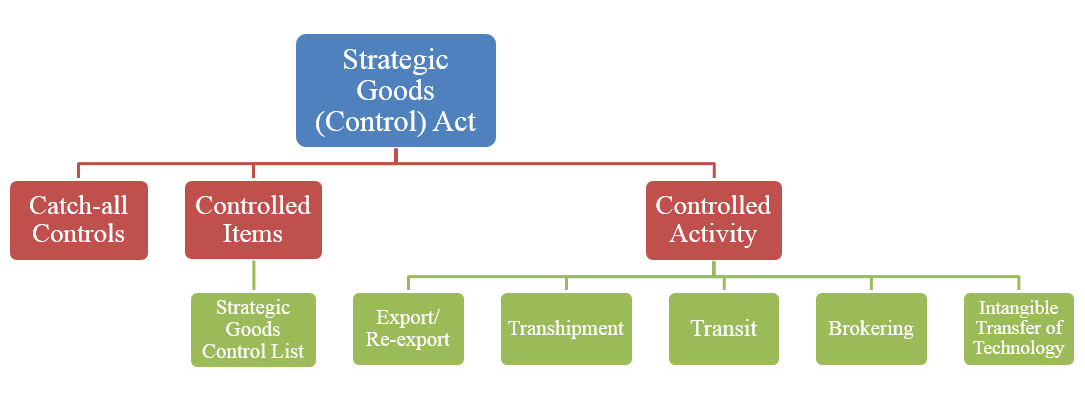 Strategic
Goods
(Control) Act
Catch-all
Controls
Controlled
Items
Controlled
Activity
Strategic
Goods
Control List
Export/
Re-export
Transhipment
Transit
Brokering
Intangible
Transfer of
Technology